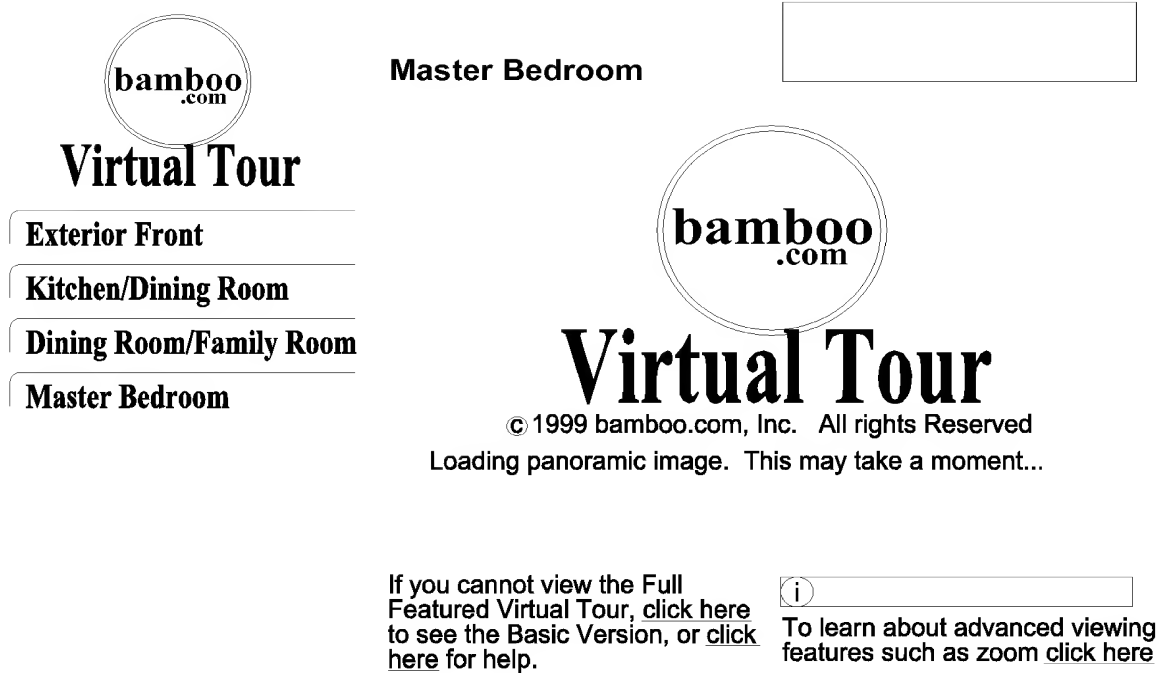 bamboo
.com
Virtual Tour
Exterior Front
Kitchen/Dining Room
Dining Room/Family Room
Master Bedroom
Master Bedroom
bamboo
.com
Virtual Tour
© 1999 bamboo.com, Inc.   All rights Reserved
Loading panoramic image.  This may take a moment...
If you cannot view the Full
Featured Virtual Tour, click here
to see the Basic Version, or click
here for help.
i
To learn about advanced viewing
features such as zoom click here